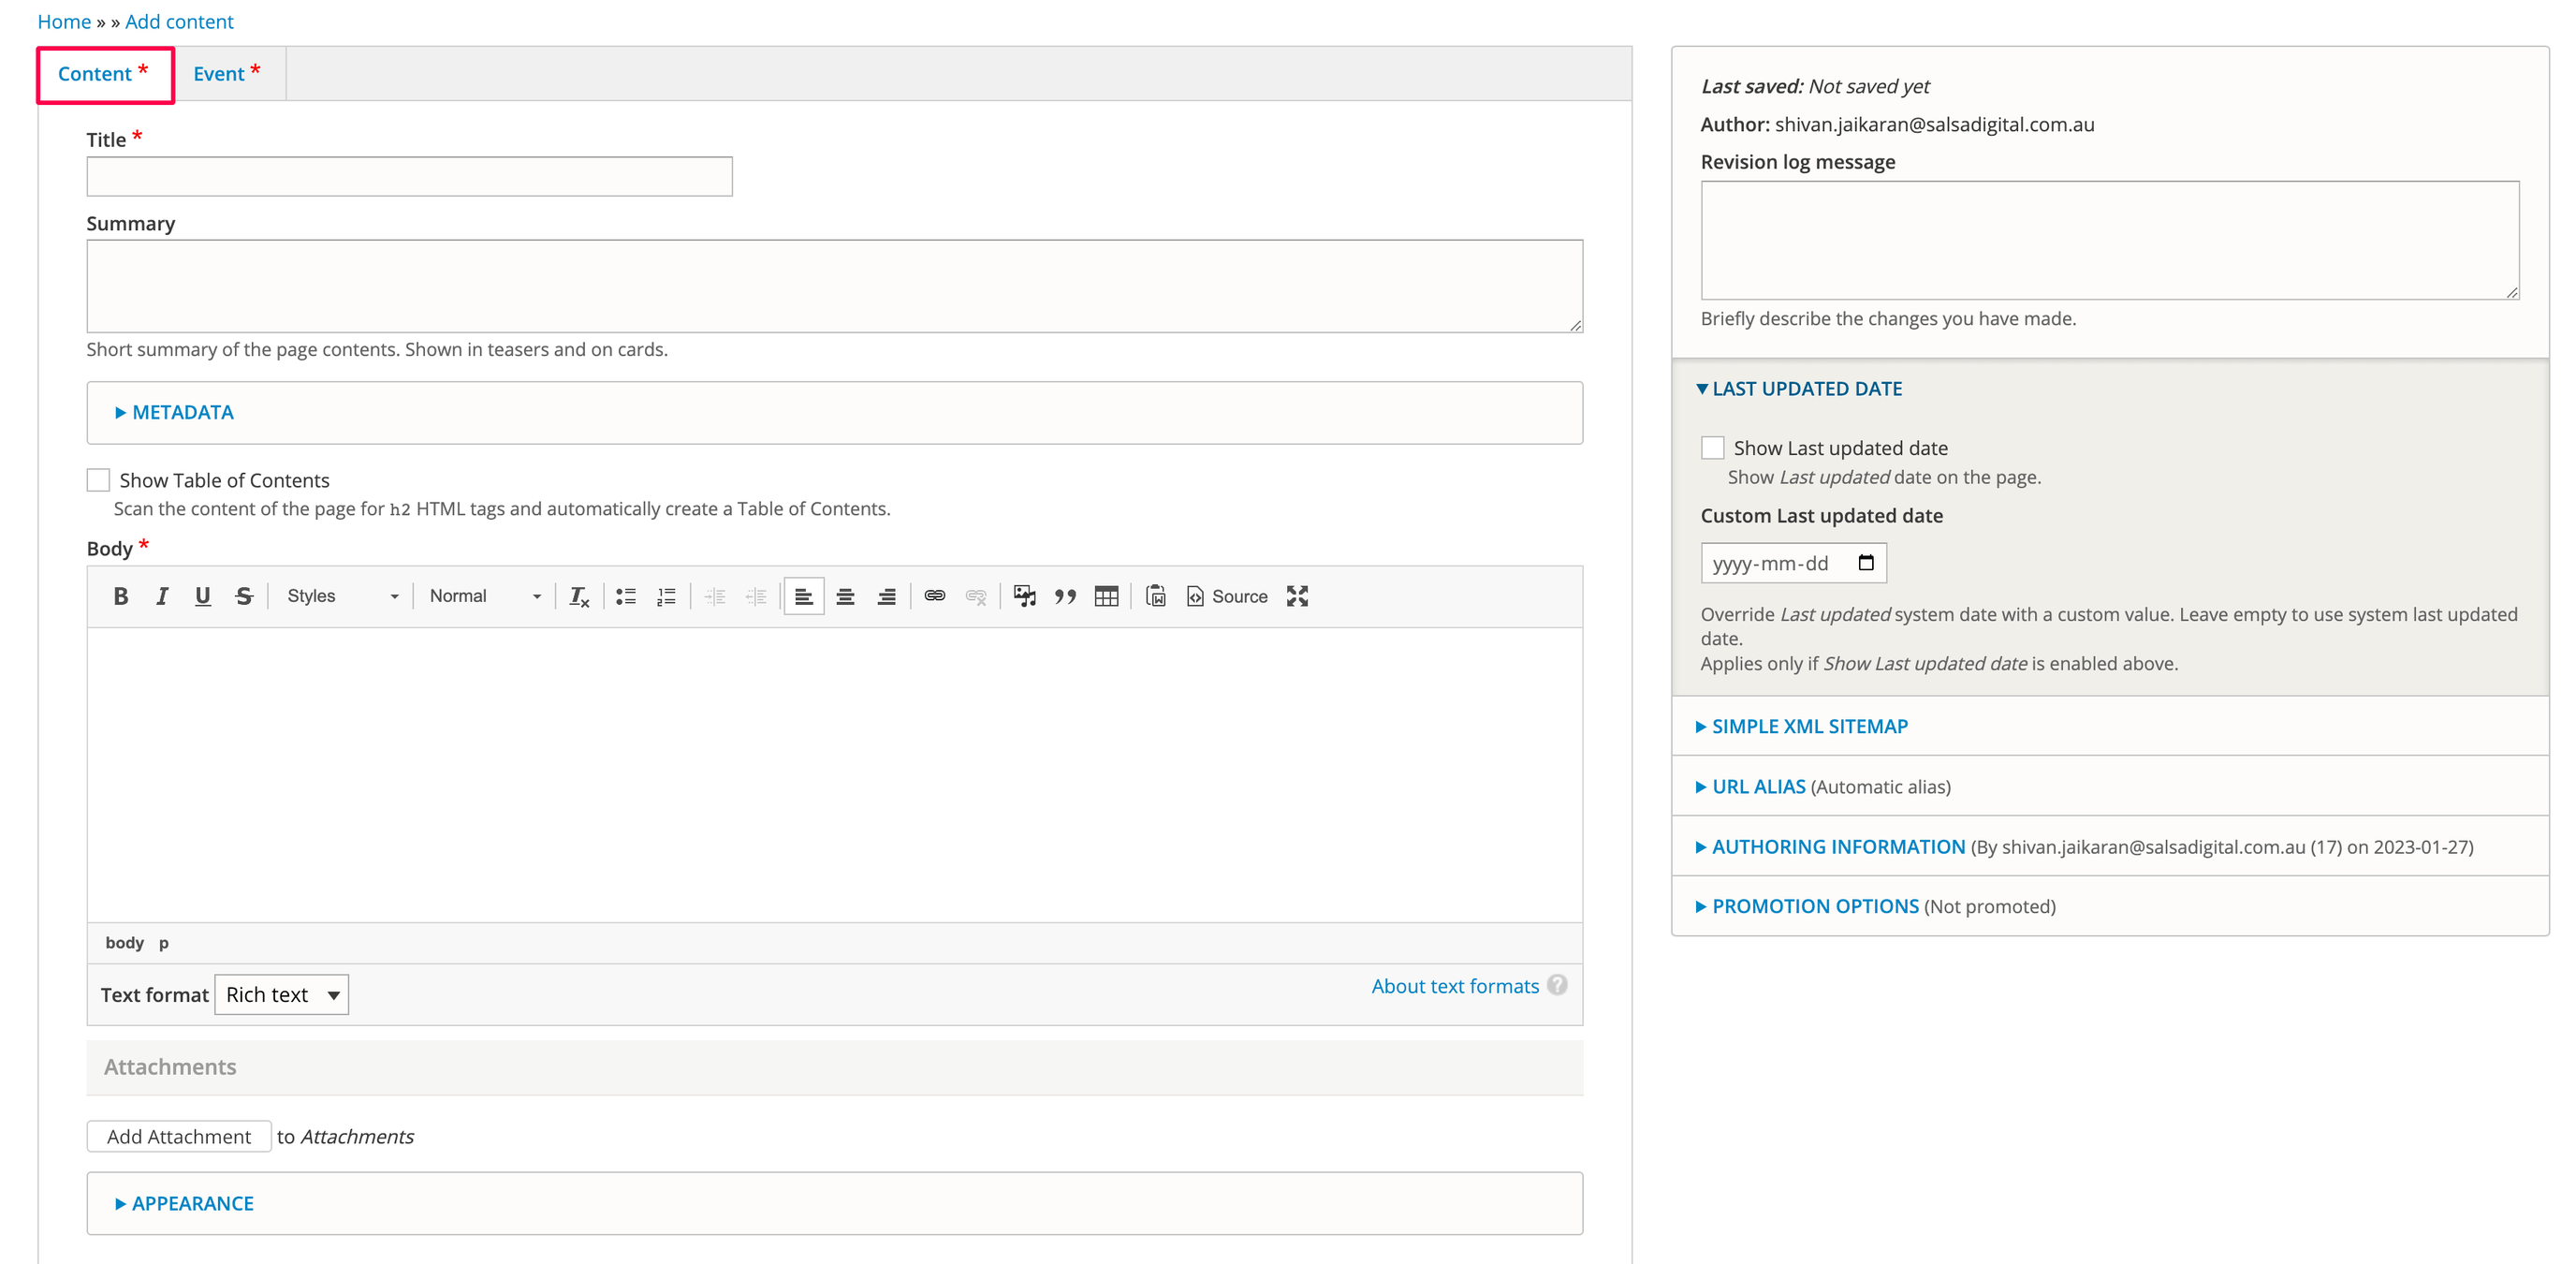 Home » » Add content
Content *
Event *
Title *
Summary
Short summary of the page contents. Shown in teasers and on cards.
METADATA
Show Table of Contents
Scan the content of the page for h2 HTML tags and automatically create a Table of Contents.
Body *
B I U S Styles Normal Tx Source
body p
Text format Rich text
About text formats ?
Attachments
Add Attachment to Attachments
APPEARANCE
Last saved: Not saved yet
Author: shivan.jaikaran@salsadigital.com.au
Revision log message
Briefly describe the changes you have made.
LAST UPDATED DATE
Show Last updated date
Show Last updated date on the page.
Custom Last updated date
yyyy-mm-dd
Override Last updated system date with a custom value. Leave empty to use system last updated
date.
Applies only if Show Last updated date is enabled above.
SIMPLE XML SITEMAP
URL ALIAS (Automatic alias)
AUTHORING INFORMATION (By shivan.jaikaran@salsadigital.com.au (17) on 2023-01-27)
PROMOTION OPTIONS (Not promoted)